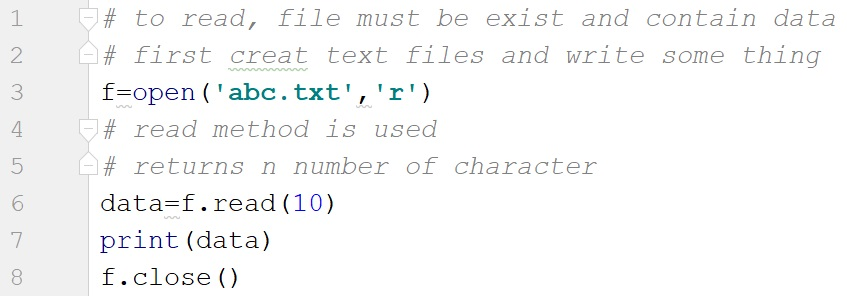 1 # to read, file must be exist and contain data
2 # first creat text files and write some thing
3 f=open('abc.txt','r')
4 # read method is used
5 # returns n number of character
6 data=f.read(10)
7 print(data)
8 f.close()